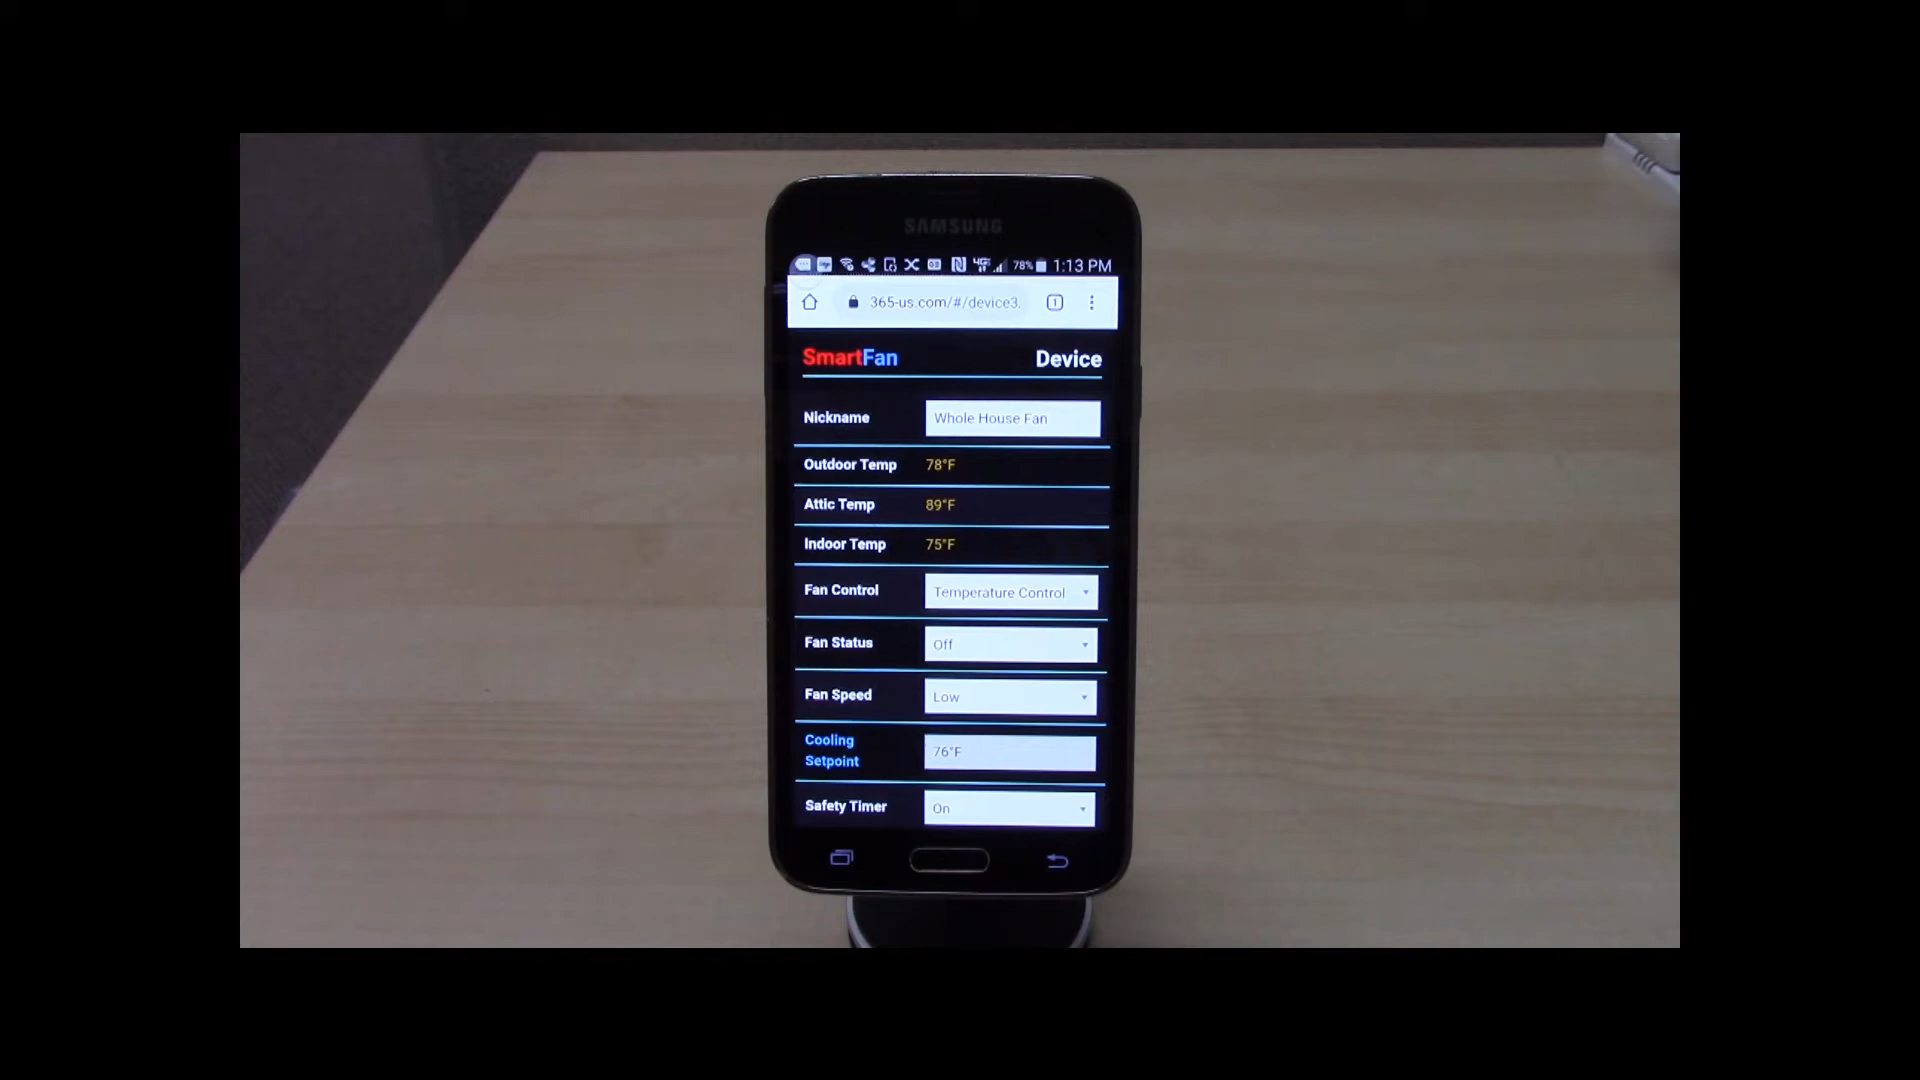 SAMSUNG
78% 1:13 PM
365-us.com/#/device3. 1
SmartFan Device
Nickname Whole House Fan
Outdoor Temp 78°F
Attic Temp 89°F
Indoor Temp 75°F
Fan Control Temperature Control
Fan Status Off
Fan Speed Low
Cooling
Setpoint 76°F
Safety Timer On